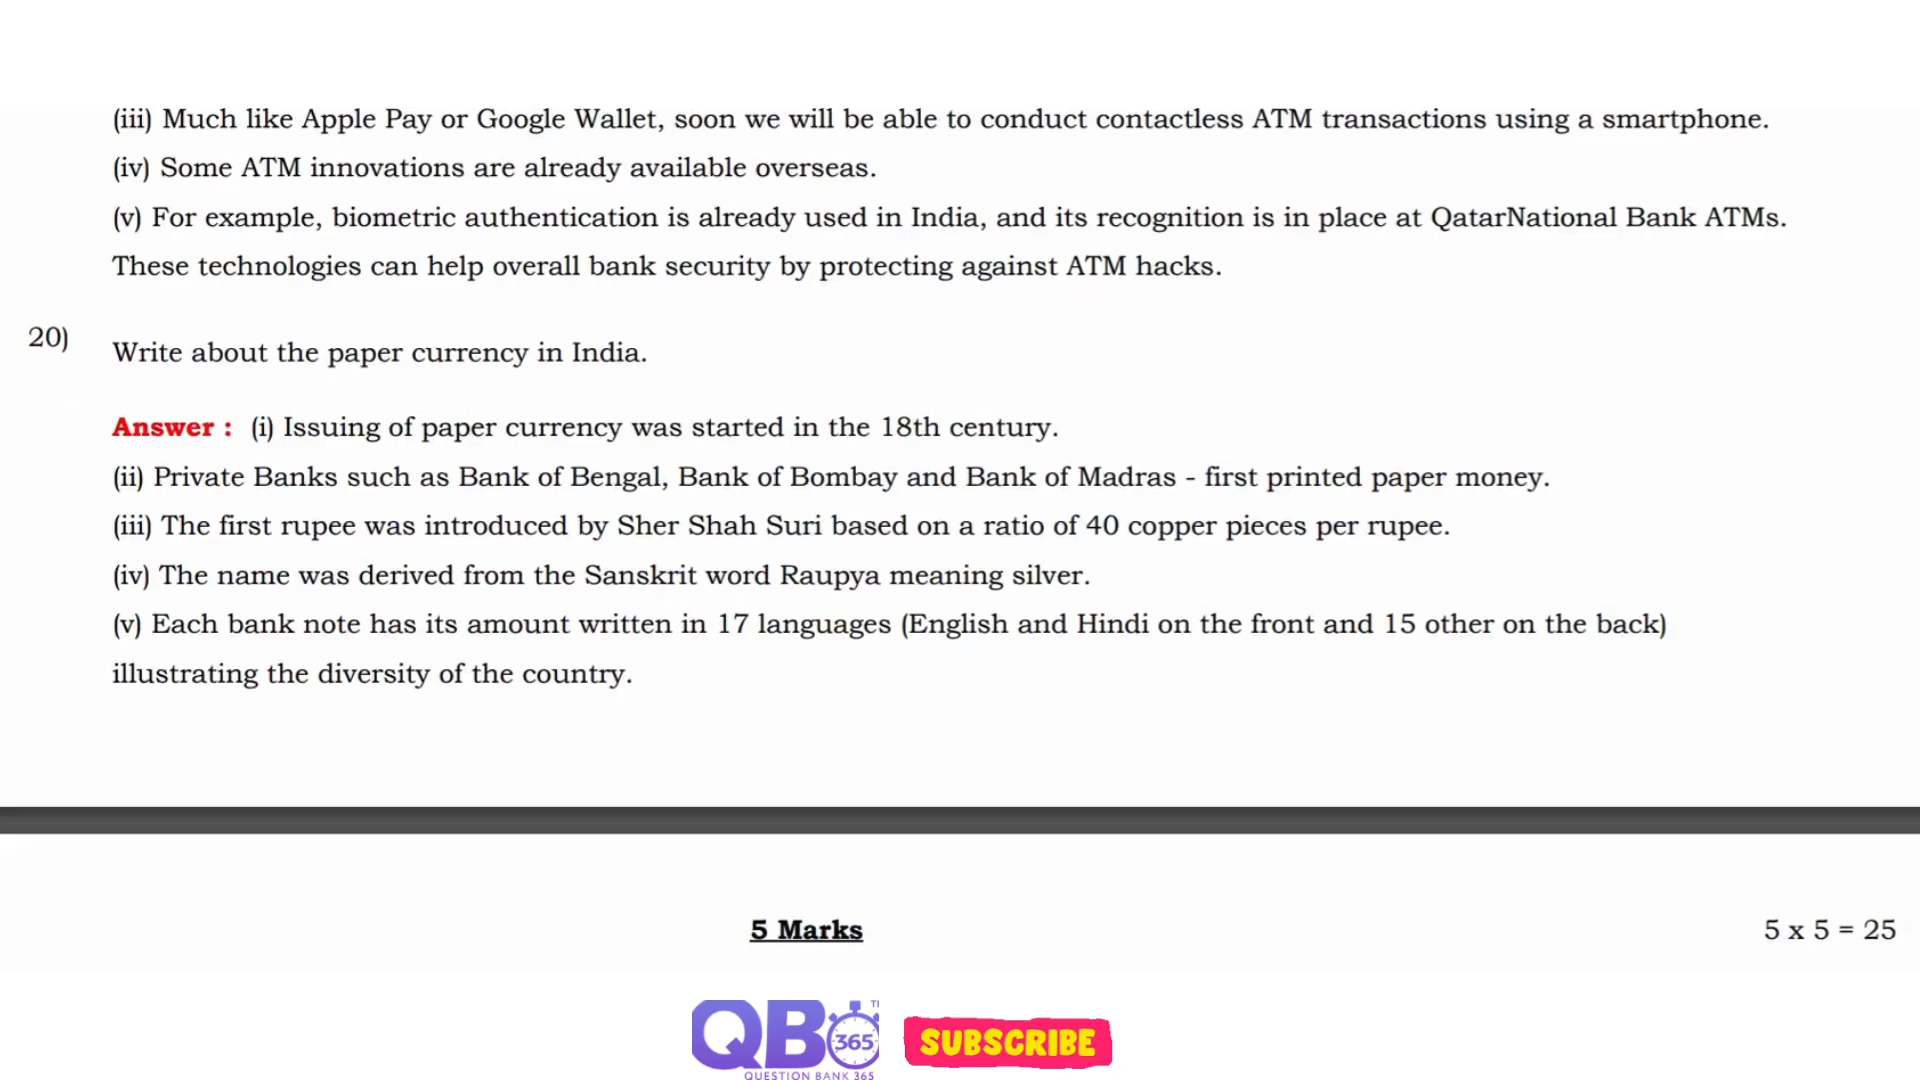 (iii) Much like Apple Pay or Google Wallet, soon we will be able to conduct contactless ATM transactions using a smartphone.
(iv) Some ATM innovations are already available overseas.
(v) For example, biometric authentication is already used in India, and its recognition is in place at QatarNational Bank ATMs.
These technologies can help overall bank security by protecting against ATM hacks.
20)
Write about the paper currency in India.
Answer : (i) Issuing of paper currency was started in the 18th century.
(ii) Private Banks such as Bank of Bengal, Bank of Bombay and Bank of Madras - first printed paper money.
(iii) The first rupee was introduced by Sher Shah Suri based on a ratio of 40 copper pieces per rupee.
(iv) The name was derived from the Sanskrit word Raupya meaning silver.
(v) Each bank note has its amount written in 17 languages (English and Hindi on the front and 15 other on the back)
illustrating the diversity of the country.
5 Marks
5 x 5 = 25
QB 365
QUESTION BANK 365
SUBSCRIBE